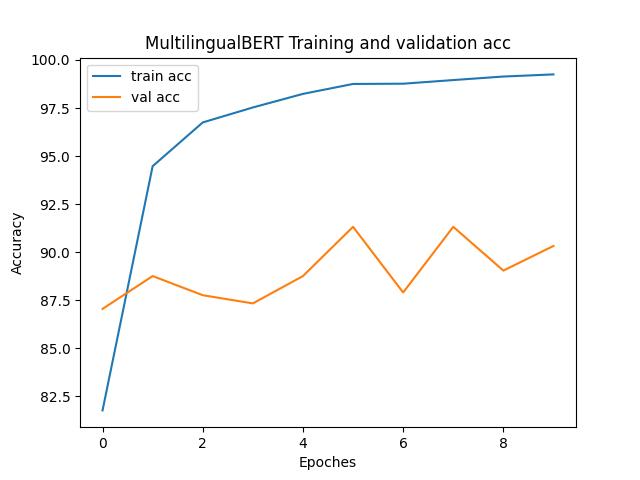 MultilingualBERT Training and validation acc
train acc
val acc
Accuracy
100.0
97.5
95.0
92.5
90.0
87.5
85.0
82.5
0 2 4 6 8
Epoches